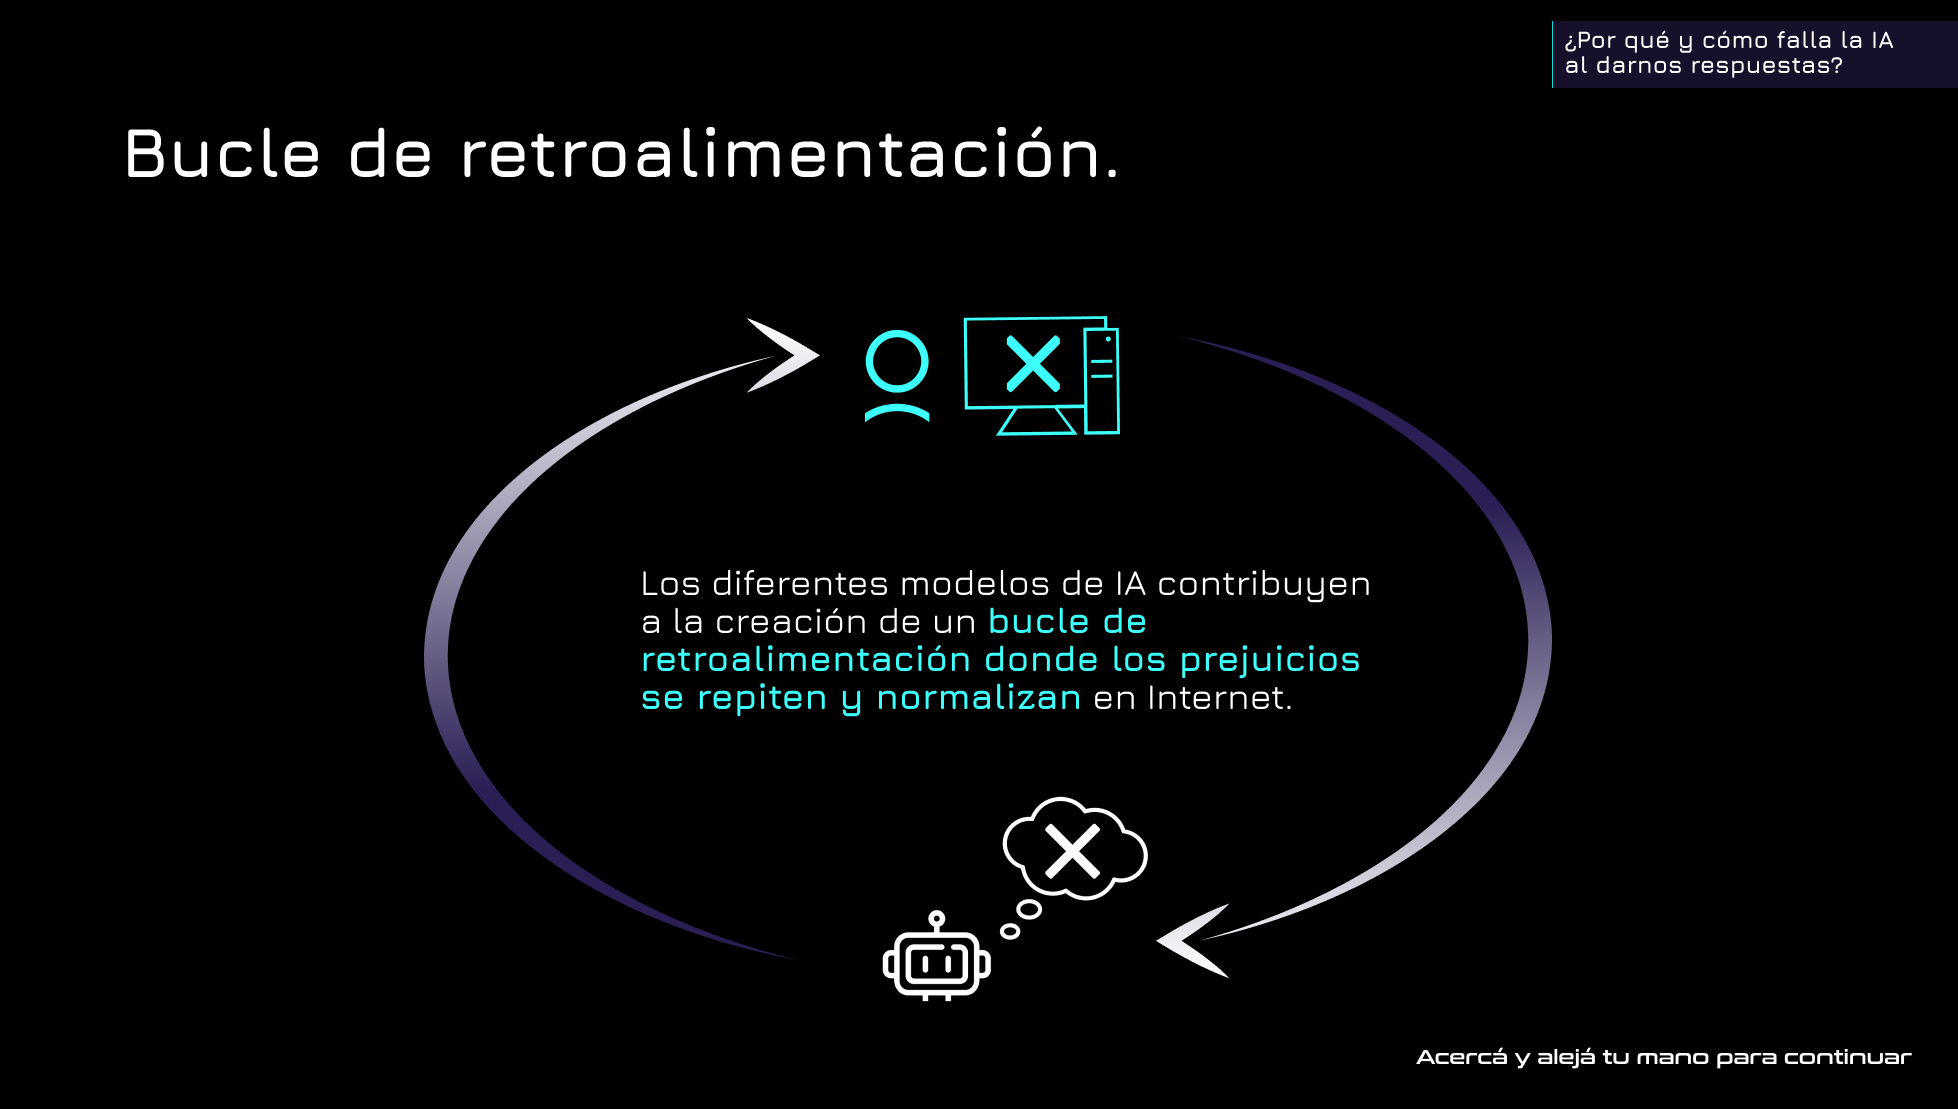 ¿Por qué y cómo falla la IA
al darnos respuestas?
Bucle de retroalimentación.
Los diferentes modelos de IA contribuyen
a la creación de un bucle de
retroalimentación donde los prejuicios
se repiten y normalizan en Internet.
Acercá y alejá tu mano para continuar